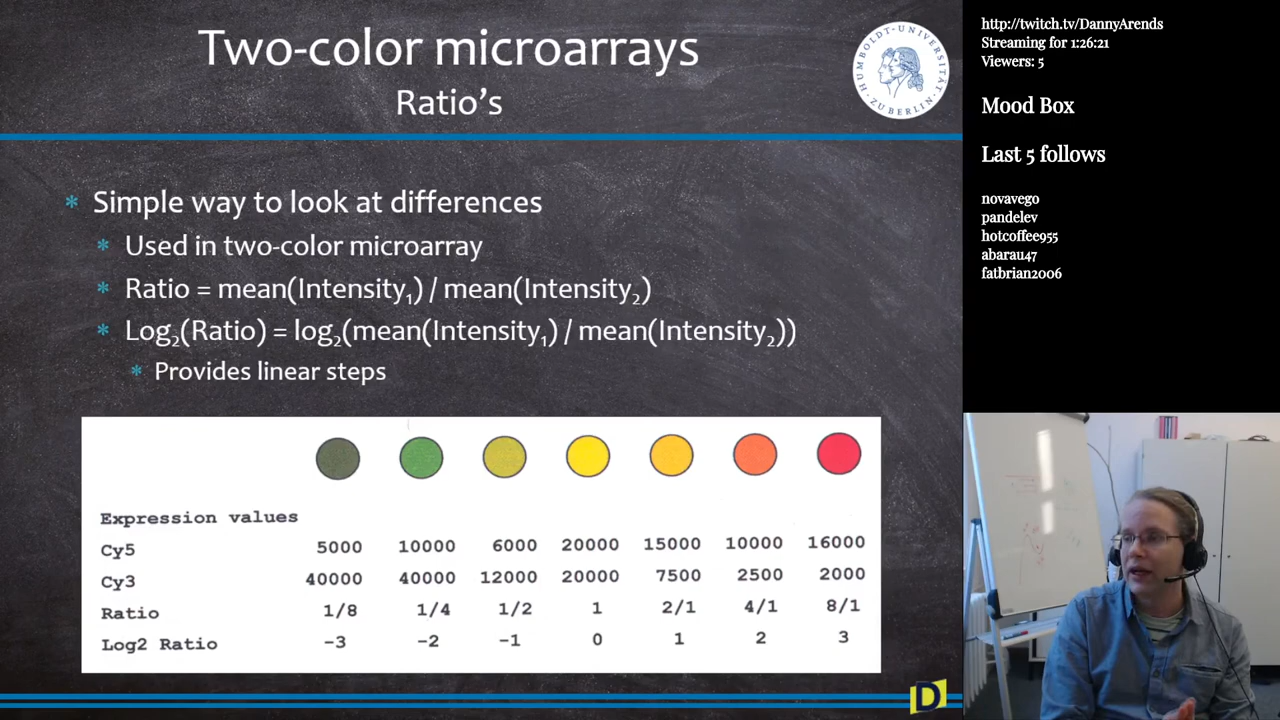 Two-color microarrays
Ratio's
HUMBOLDT-UNIVERSITÄT
ZU BERLIN
* Simple way to look at differences
* Used in two-color microarray
* Ratio = mean(Intensity₁) / mean(Intensity₂)
* Log₂(Ratio) = log₂(mean(Intensity₁) / mean(Intensity₂))
* Provides linear steps
Expression values
Cy5 5000 10000 6000 20000 15000 10000 16000
Cy3 40000 40000 12000 20000 7500 2500 2000
Ratio 1/8 1/4 1/2 1 2/1 4/1 8/1
Log2 Ratio -3 -2 -1 0 1 2 3
D
http://twitch.tv/DannyArends
Streaming for 1:26:21
Viewers: 5
Mood Box
Last 5 follows
novavego
pandelev
hotcoffee955
abarau47
fatbrian2006